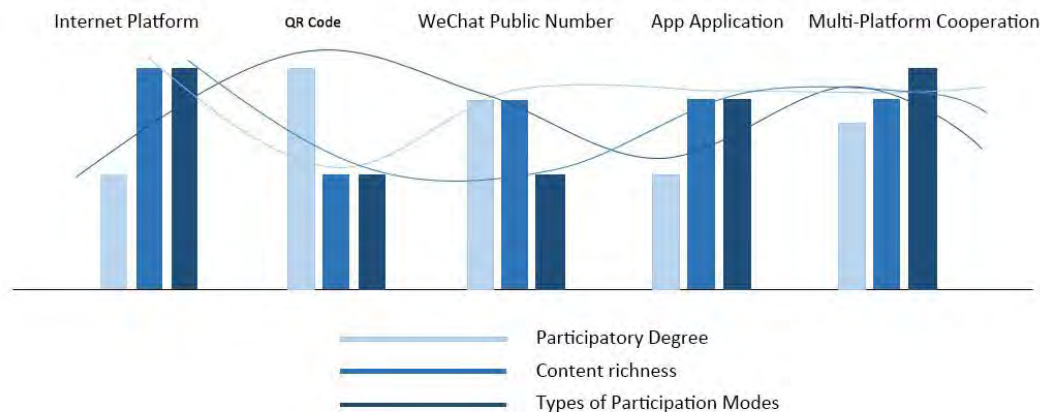 Internet Platform
QR Code
WeChat Public Number
App Application
Multi-Platform Cooperation
Participatory Degree
Content richness
Types of Participation Modes